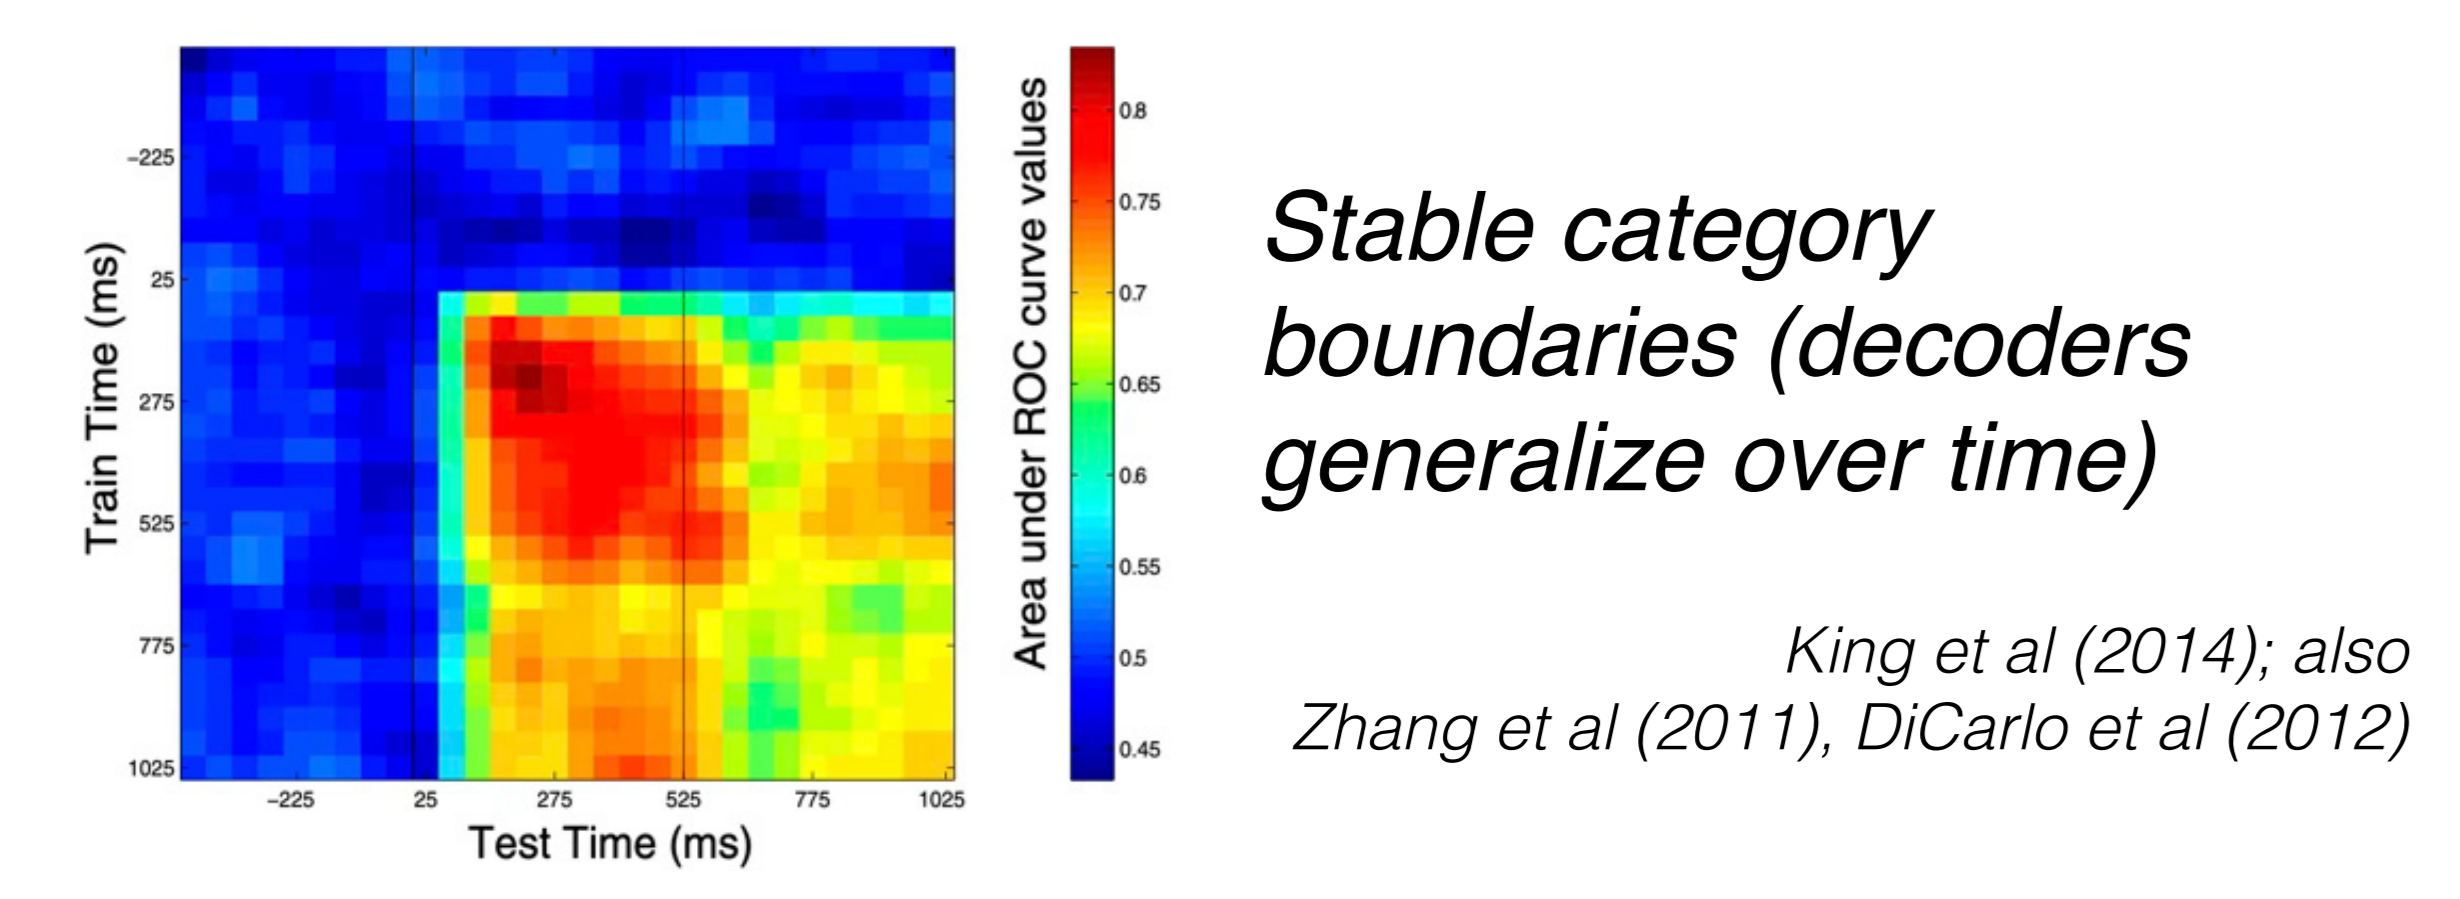 Train Time (ms)
−225
25
275
525
775
1025
−225
25
275
525
775
1025
Test Time (ms)
Area under ROC curve values
0.8
0.75
0.7
0.65
0.6
0.55
0.5
0.45
Stable category
boundaries (decoders
generalize over time)
King et al (2014); also
Zhang et al (2011), DiCarlo et al (2012)